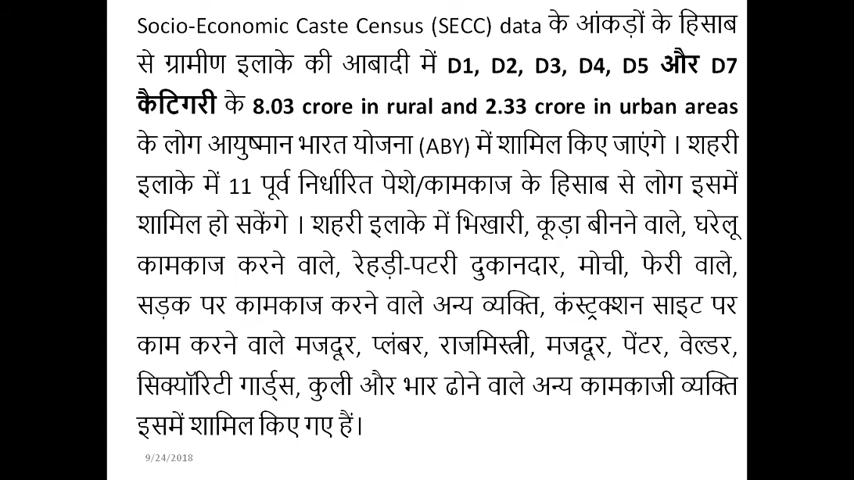 Socio-Economic Caste Census (SECC) data के आंकड़ों के हिसाब
से ग्रामीण इलाके की आबादी में D1, D2, D3, D4, D5 और D7
कैटिगरी के 8.03 crore in rural and 2.33 crore in urban areas
के लोग आयुष्मान भारत योजना (ABY) में शामिल किए जाएंगे । शहरी
इलाके में 11 पूर्व निर्धारित पेशे/कामकाज के हिसाब से लोग इसमें
शामिल हो सकेंगे । शहरी इलाके में भिखारी, कूड़ा बीनने वाले, घरेलू
कामकाज करने वाले, रेहड़ी-पटरी दुकानदार, मोची, फेरी वाले,
सड़क पर कामकाज करने वाले अन्य व्यक्ति, कंस्ट्रक्शन साइट पर
काम करने वाले मजदूर, प्लंबर, राजमिस्त्री, मजदूर, पेंटर, वेल्डर,
सिक्यॉरिटी गार्ड्स, कुली और भार ढोने वाले अन्य कामकाजी व्यक्ति
इसमें शामिल किए गए हैं।
9/24/2018